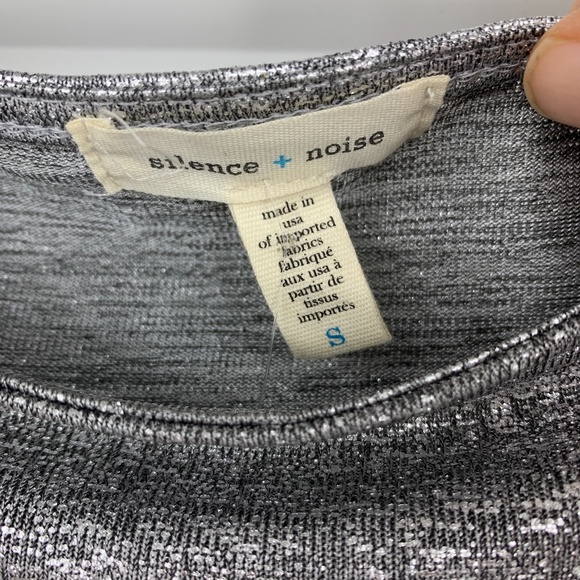 silence + noise
made in
usa
of imported
fabrics
fabriqué
aux usa à
partir de
tissus
importés
S